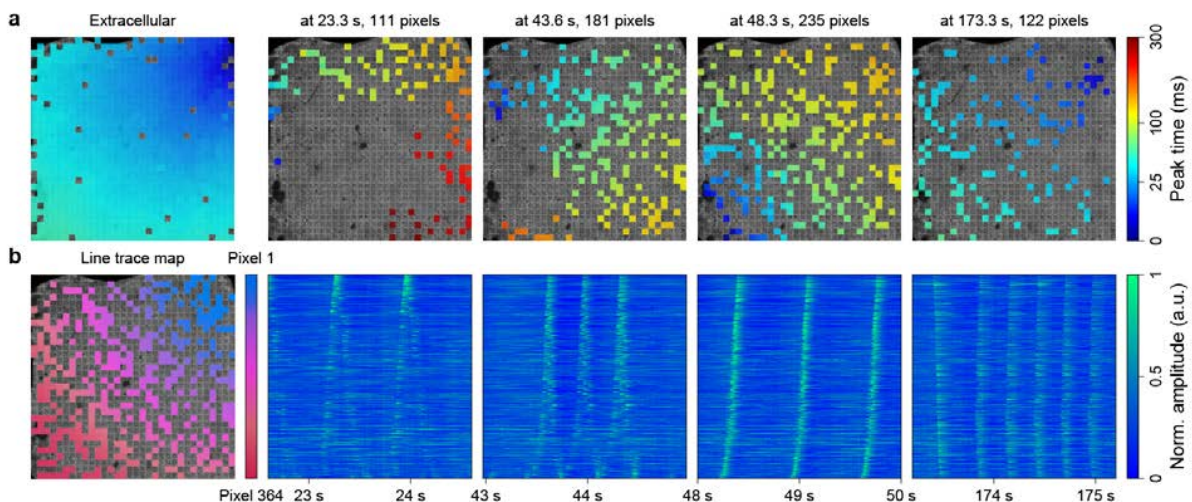 a
Extracellular
at 23.3 s, 111 pixels
at 43.6 s, 181 pixels
at 48.3 s, 235 pixels
at 173.3 s, 122 pixels
300
100
25
0
Peak time (ms)
b
Line trace map
Pixel 1
Pixel 364
23 s
24 s
43 s
44 s
48 s
49 s
50 s
174 s
175 s
1
0.5
0
Norm. amplitude (a.u.)